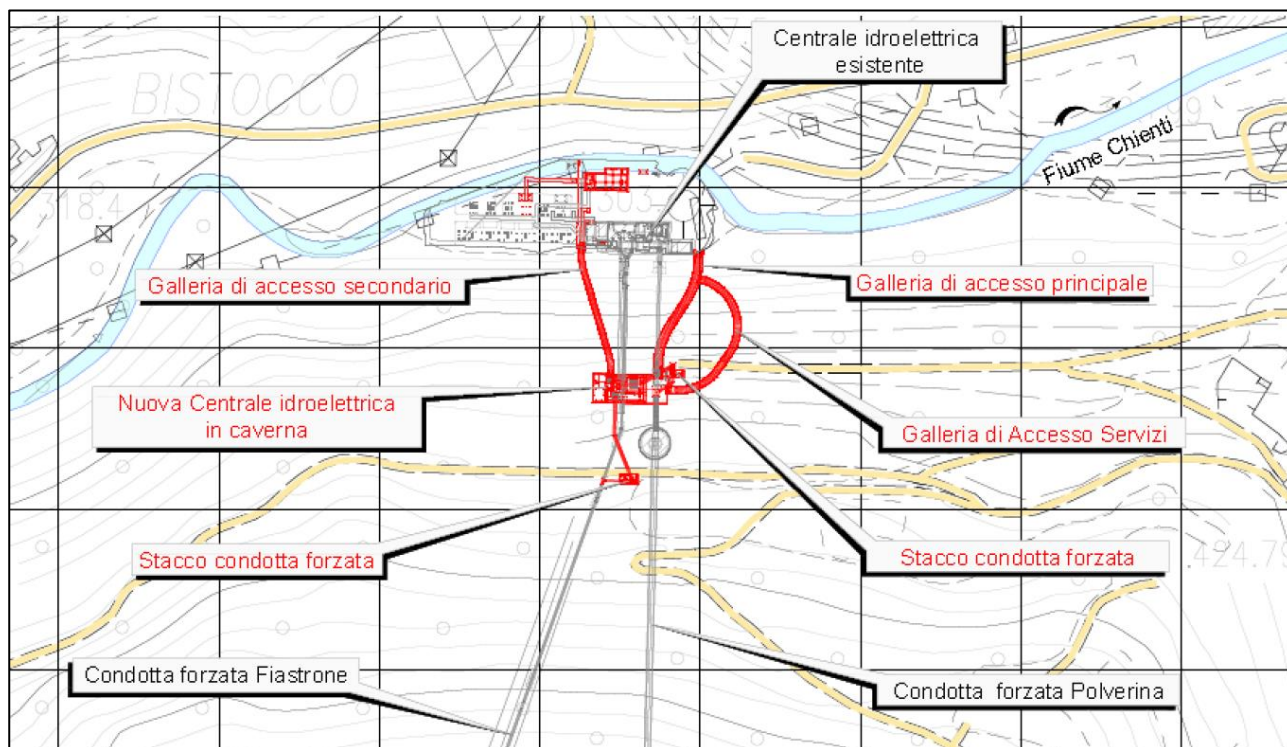 Centrale idroelettrica
esistente
BISTOCCO
Fiume Chienti
318.4
303
Galleria di accesso secondario
Galleria di accesso principale
Nuova Centrale idroelettrica
in caverna
Galleria di Accesso Servizi
Stacco condotta forzata
Stacco condotta forzata
.424.75
Condotta forzata Fiastrone
Condotta forzata Polverina